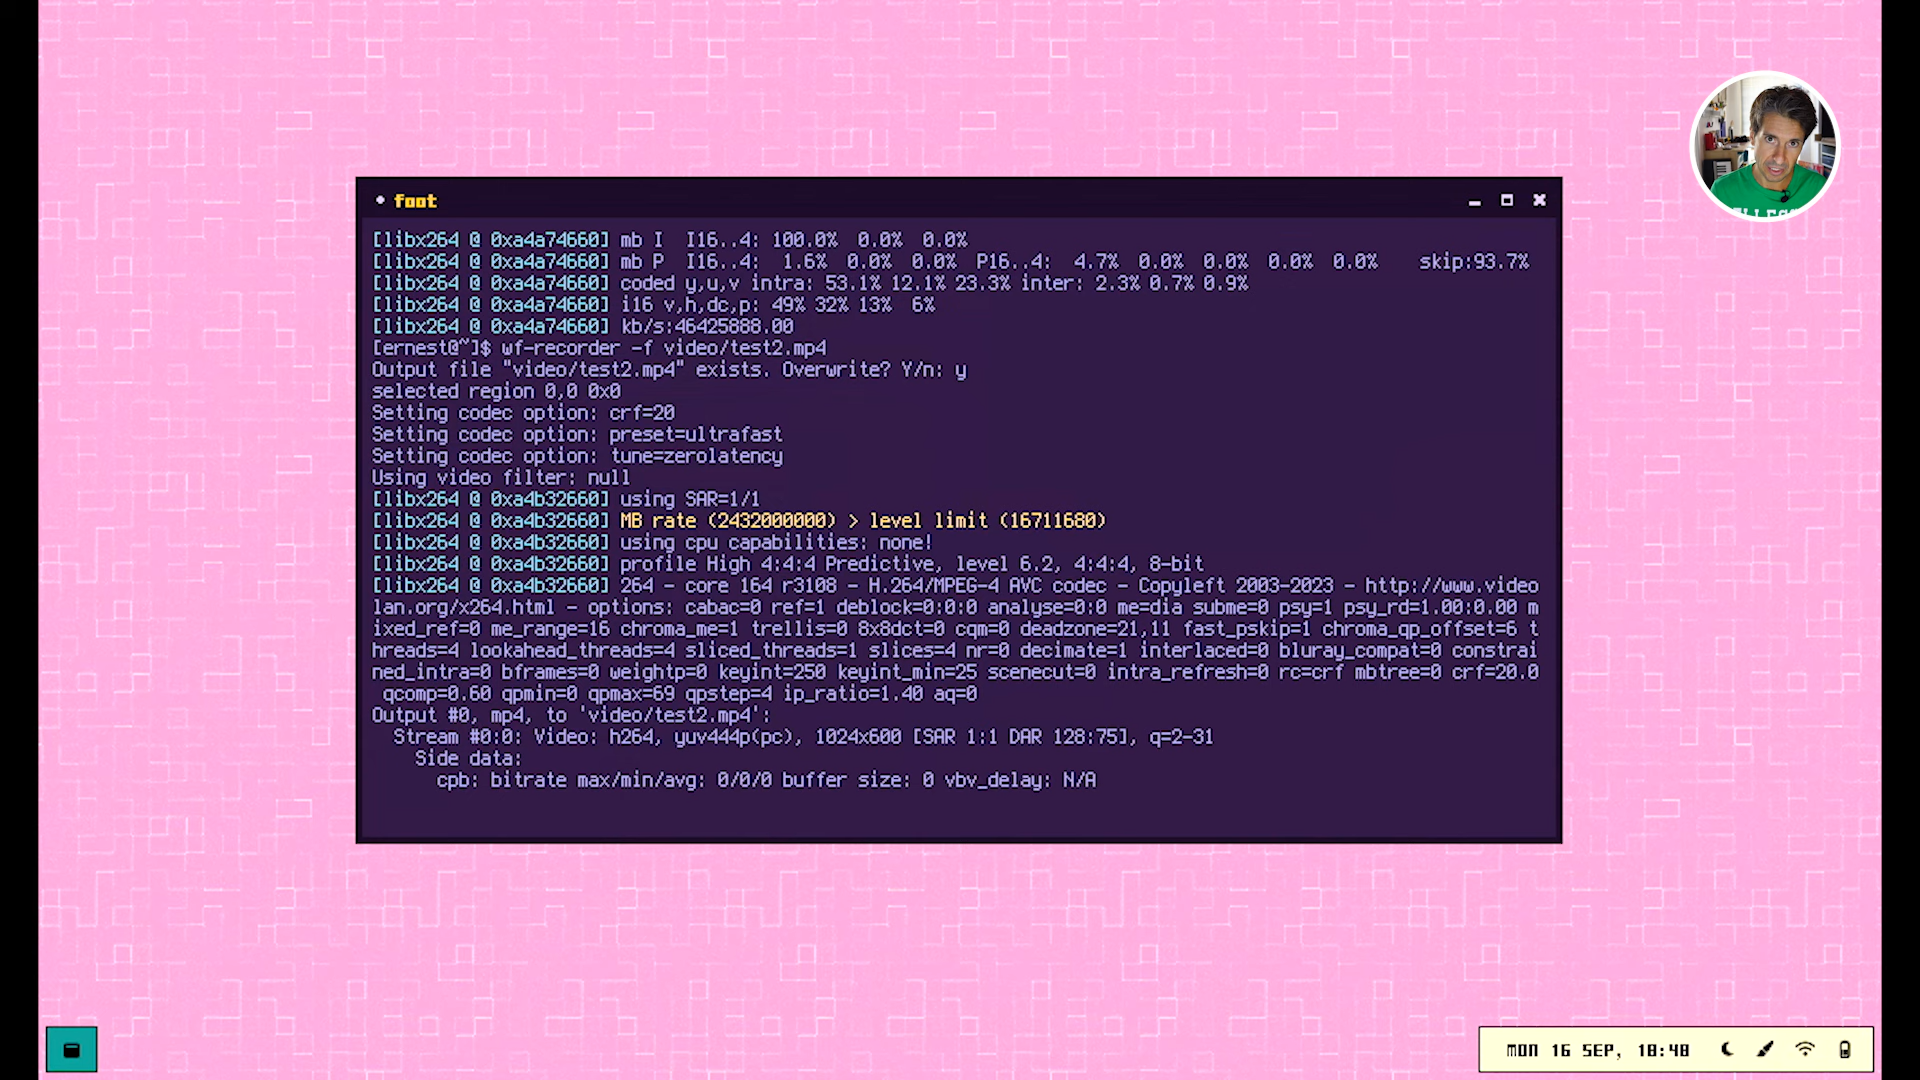 foot
[libx264 @ 0xa4a74660] mb I  I16..4: 100.0%  0.0%  0.0%
[libx264 @ 0xa4a74660] mb P  I16..4:  1.6%  0.0%  0.0%  P16..4:  4.7%  0.0%  0.0%  0.0%  0.0%    skip:93.7%
[libx264 @ 0xa4a74660] coded y,u,v intra: 53.1% 12.1% 23.3% inter: 2.3% 0.7% 0.9%
[libx264 @ 0xa4a74660] i16 v,h,dc,p: 49% 32% 13%  6%
[libx264 @ 0xa4a74660] kb/s:46425888.00
[ernest@~]$ wf-recorder -f video/test2.mp4
Output file "video/test2.mp4" exists. Overwrite? Y/n: y
selected region 0,0 0x0
Setting codec option: crf=20
Setting codec option: preset=ultrafast
Setting codec option: tune=zerolatency
Using video filter: null
[libx264 @ 0xa4b32660] using SAR=1/1
[libx264 @ 0xa4b32660] MB rate (2432000000) > level limit (16711680)
[libx264 @ 0xa4b32660] using cpu capabilities: none!
[libx264 @ 0xa4b32660] profile High 4:4:4 Predictive, level 6.2, 4:4:4, 8-bit
[libx264 @ 0xa4b32660] 264 - core 164 r3108 - H.264/MPEG-4 AVC codec - Copyleft 2003-2023 - http://www.video
lan.org/x264.html - options: cabac=0 ref=1 deblock=0:0:0 analyse=0:0 me=dia subme=0 psy=1 psy_rd=1.00:0.00 m
ixed_ref=0 me_range=16 chroma_me=1 trellis=0 8x8dct=0 cqm=0 deadzone=21,11 fast_pskip=1 chroma_qp_offset=6 t
hreads=4 lookahead_threads=4 sliced_threads=1 slices=4 nr=0 decimate=1 interlaced=0 bluray_compat=0 constrai
ned_intra=0 bframes=0 weightp=0 keyint=250 keyint_min=25 scenecut=0 intra_refresh=0 rc=crf mbtree=0 crf=20.0
 qcomp=0.60 qpmin=0 qpmax=69 qpstep=4 ip_ratio=1.40 aq=0
Output #0, mp4, to 'video/test2.mp4':
  Stream #0:0: Video: h264, yuv444p(pc), 1024x600 [SAR 1:1 DAR 128:75], q=2-31
    Side data:
      cpb: bitrate max/min/avg: 0/0/0 buffer size: 0 vbv_delay: N/A
MON 16 SEP, 18:48